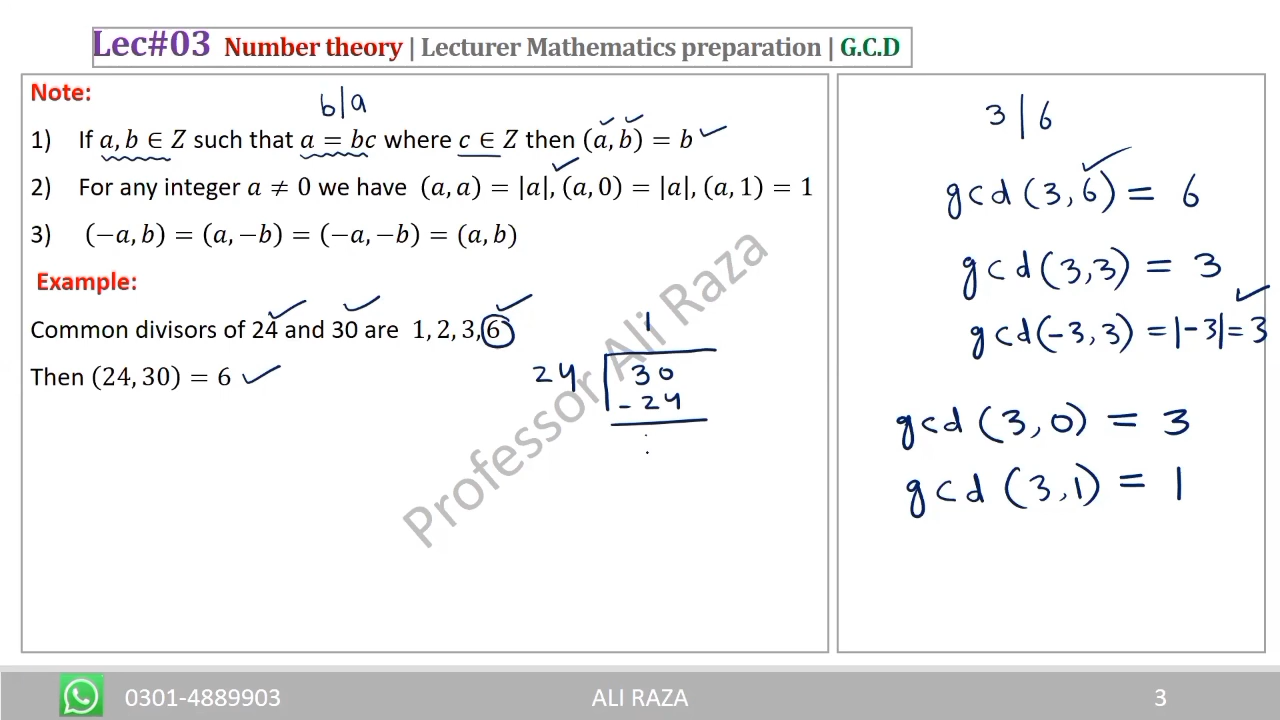 Lec#03 Number theory | Lecturer Mathematics preparation | G.C.D
Note:
b|a
1) If a, b ∈ Z such that a = bc where c ∈ Z then (a, b) = b
2) For any integer a ≠ 0 we have (a, a) = |a|, (a, 0) = |a|, (a, 1) = 1
3) (−a, b) = (a, −b) = (−a, −b) = (a, b)
Example:
Common divisors of 24 and 30 are 1, 2, 3, 6
Then (24, 30) = 6
1
24 30
- 24
Professor Ali Raza
3 | 6
gcd (3, 6) = 6
gcd (3, 3) = 3
gcd (-3, 3) = |-3| = 3
gcd (3, 0) = 3
gcd (3, 1) = 1
0301-4889903 ALI RAZA 3